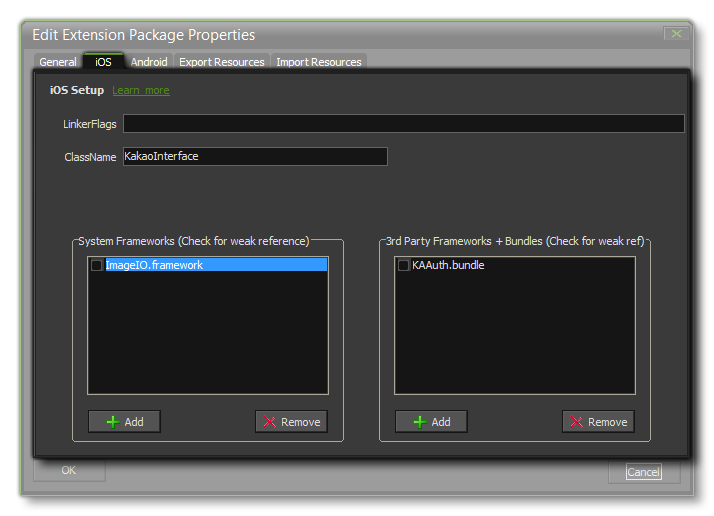 Edit Extension Package Properties
General iOS Android Export Resources Import Resources
iOS Setup Learn more
LinkerFlags
ClassName KakaoInterface
System Frameworks (Check for weak reference) 3rd Party Frameworks + Bundles (Check for weak ref)
ImageIO.framework KAAuth.bundle
Add Remove Add Remove
OK Cancel